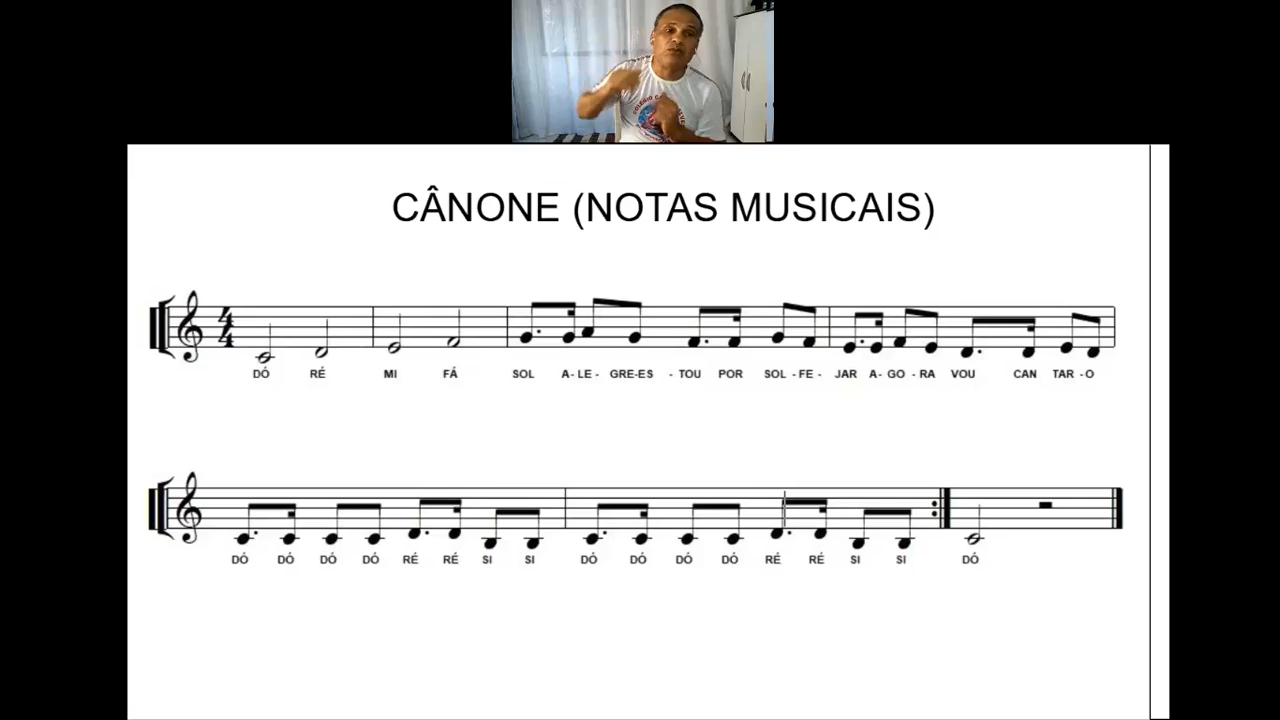 CÂNONE (NOTAS MUSICAIS)
4
4
DÓ RÉ MI FÁ SOL A-LE- GRE-ES - TOU POR SOL - FE - JAR A - GO - RA VOU CAN TAR - O
DÓ DÓ DÓ DÓ RÉ RÉ SI SI DÓ DÓ DÓ DÓ RÉ RÉ SI SI DÓ